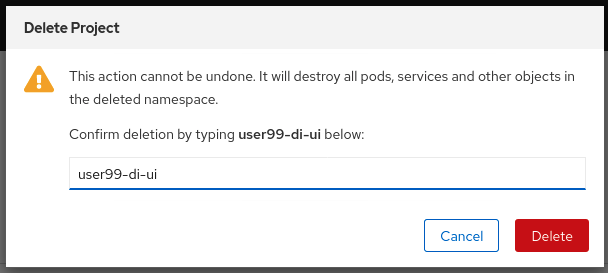 Delete Project
This action cannot be undone. It will destroy all pods, services and other objects in
the deleted namespace.
Confirm deletion by typing user99-di-ui below:
user99-di-ui
Cancel
Delete